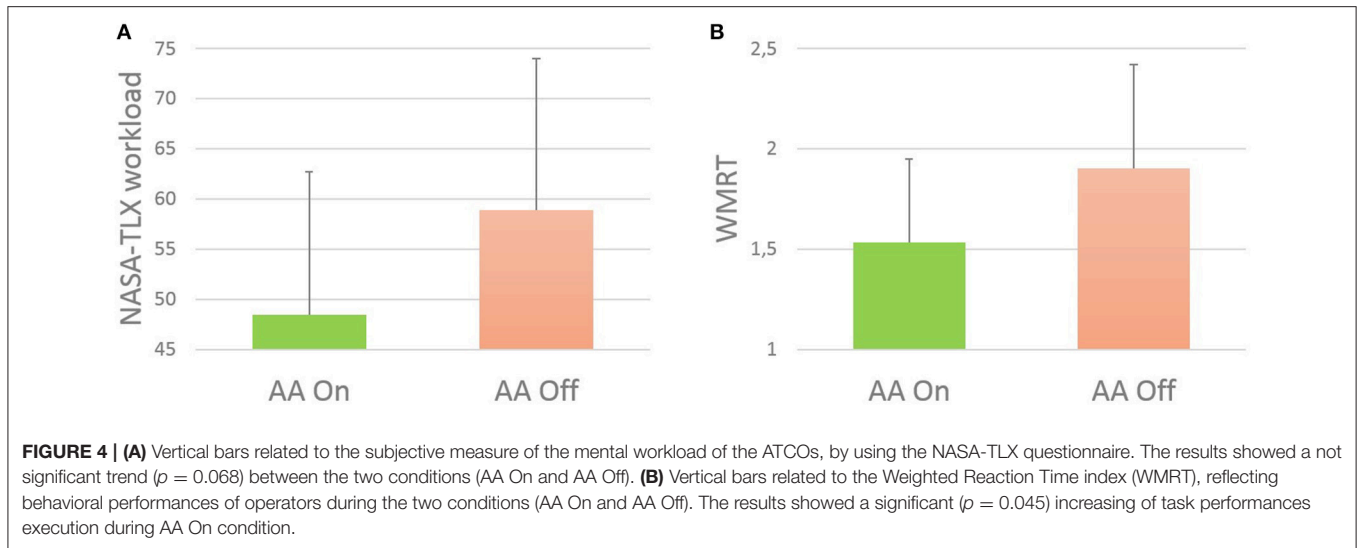 A
NASA-TLX workload
75
70
65
60
55
50
45
AA On
AA Off
B
WMRT
2,5
2
1,5
1
AA On
AA Off
FIGURE 4 | (A) Vertical bars related to the subjective measure of the mental workload of the ATCOs, by using the NASA-TLX questionnaire. The results showed a not
significant trend (p = 0.068) between the two conditions (AA On and AA Off). (B) Vertical bars related to the Weighted Reaction Time index (WMRT), reflecting
behavioral performances of operators during the two conditions (AA On and AA Off). The results showed a significant (p = 0.045) increasing of task performances
execution during AA On condition.